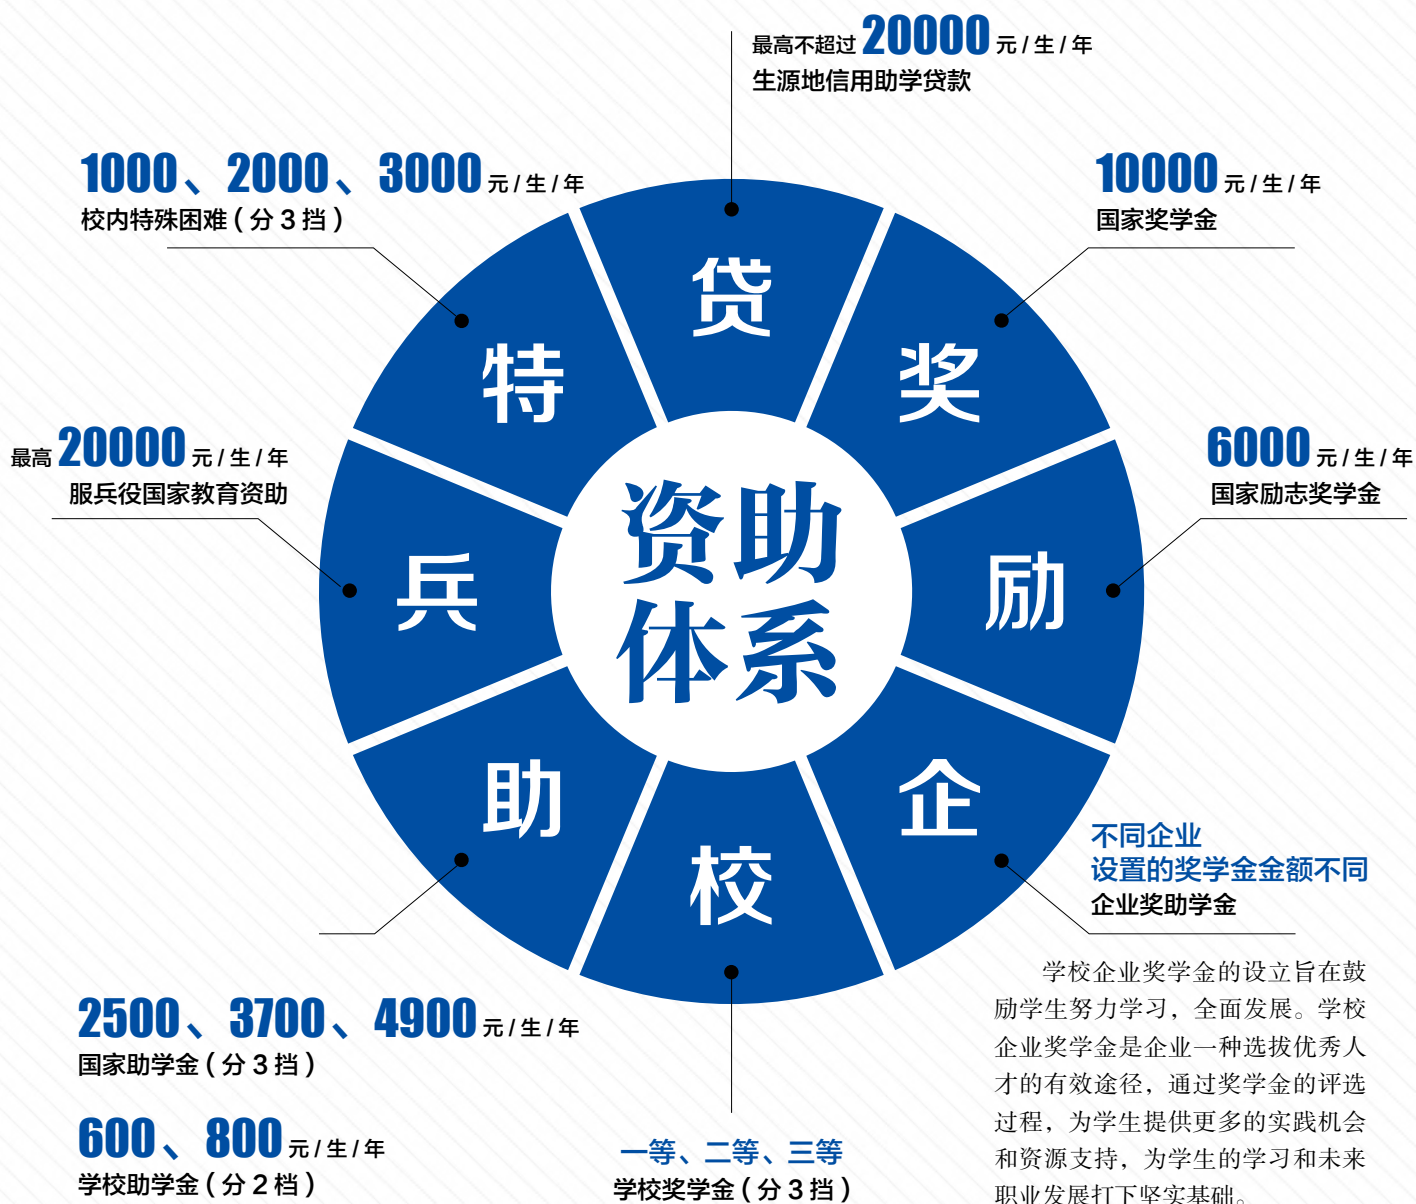 最高不超过 20000 元/生/年
生源地信用助学贷款
1000、2000、3000 元/生/年
校内特殊困难(分3挡)
10000 元/生/年
国家奖学金
贷
特
奖
最高 20000 元/生/年
服兵役国家教育资助
6000 元/生/年
国家励志奖学金
资助
体系
兵
励
助
企
校
不同企业
设置的奖学金金额不同
企业奖助学金
学校企业奖学金的设立旨在鼓
励学生努力学习,全面发展。学校
企业奖学金是企业一种选拔优秀人
才的有效途径,通过奖学金的评选
过程,为学生提供更多的实践机会
和资源支持,为学生的学习和未来
职业发展打下坚实基础。
2500、3700、4900 元/生/年
国家助学金(分3挡)
600、800 元/生/年
学校助学金(分2档)
一等、二等、三等
学校奖学金(分3挡)